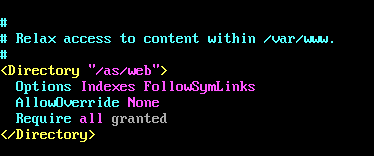 #
# Relax access to content within /var/www.
#
<Directory "/as/web">
  Options Indexes FollowSymLinks
  AllowOverride None
  Require all granted
</Directory>